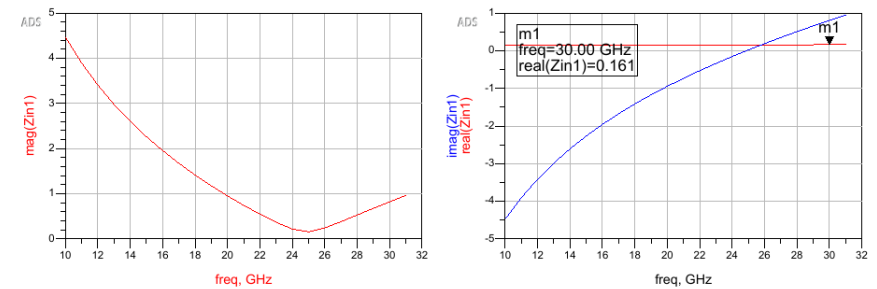 ADS
5
4
3
2
1
0
10 12 14 16 18 20 22 24 26 28 30 32
mag(Zin1)
freq, GHz
ADS
1
0
-1
-2
-3
-4
-5
10 12 14 16 18 20 22 24 26 28 30 32
imag(Zin1)
real(Zin1)
m1
freq=30.00 GHz
real(Zin1)=0.161
m1
freq, GHz